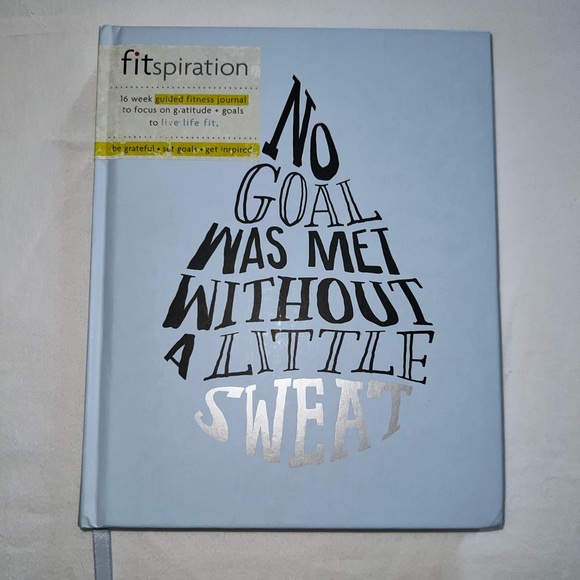 fitspiration
16 week guided fitness journal
to focus on gratitude + goals
to live life fit.
be grateful • set goals • get inspired
NO
GOAL
WAS MET
WITHOUT
A LITTLE
SWEAT